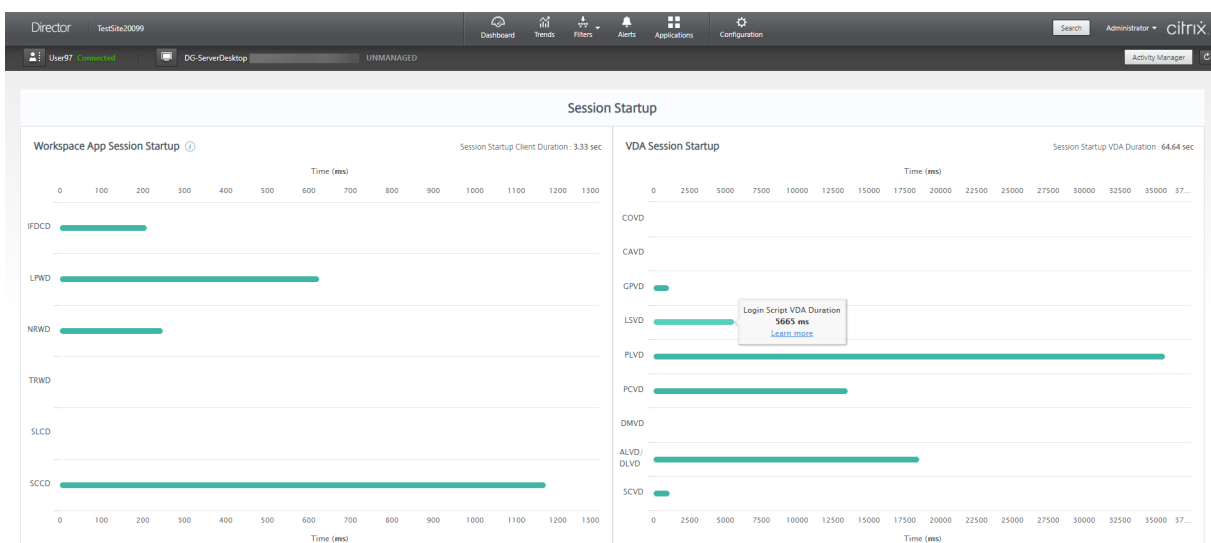 Director TestSite20099 Dashboard Trends Filters Alerts Applications Configuration Search Administrator citrix
User97 Connected DG-ServerDesktop UNMANAGED Activity Manager
Session Startup
Workspace App Session Startup Session Startup Client Duration : 3.33 sec
Time (ms)
0 100 200 300 400 500 600 700 800 900 1000 1100 1200 1300
IFDCD
LPWD
NRWD
TRWD
SLCD
SCCD
0 100 200 300 400 500 600 700 800 900 1000 1100 1200 1300
Time (ms)
VDA Session Startup Session Startup VDA Duration : 64.64 sec
Time (ms)
0 2500 5000 7500 10000 12500 15000 17500 20000 22500 25000 27500 30000 32500 35000 37...
COVD
CAVD
GPVD
LSVD
Login Script VDA Duration
5665 ms
Learn more
PLVD
PCVD
DMVD
ALVD/
DLVD
SCVD
0 2500 5000 7500 10000 12500 15000 17500 20000 22500 25000 27500 30000 32500 35000 37...
Time (ms)